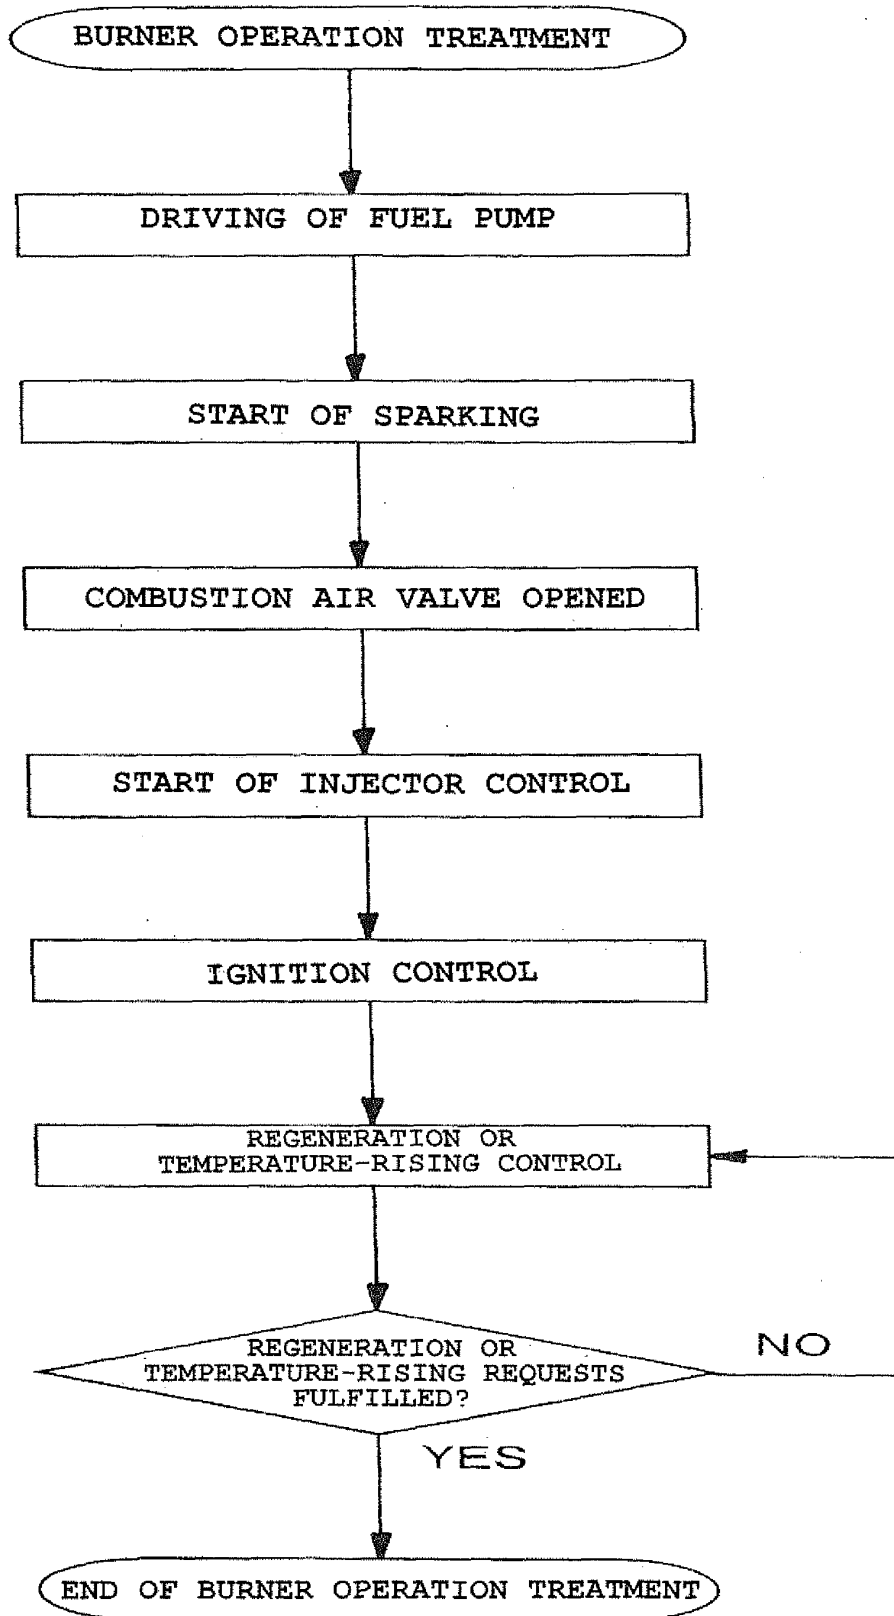 BURNER OPERATION TREATMENT
DRIVING OF FUEL PUMP
START OF SPARKING
COMBUSTION AIR VALVE OPENED
START OF INJECTOR CONTROL
IGNITION CONTROL
REGENERATION OR
TEMPERATURE-RISING CONTROL
REGENERATION OR
TEMPERATURE-RISING REQUESTS
FULFILLED?
NO
YES
END OF BURNER OPERATION TREATMENT